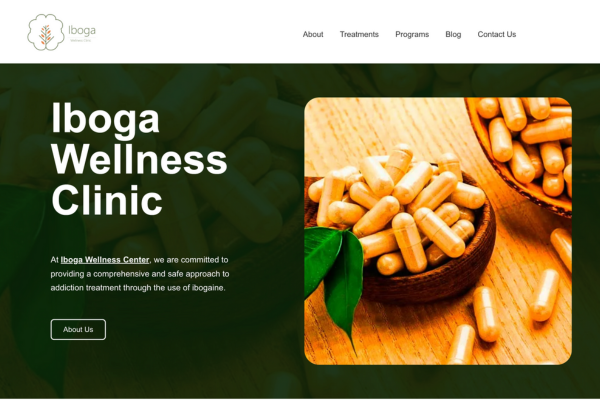 Iboga
Wellness Clinic
About Treatments Programs Blog Contact Us
Iboga
Wellness
Clinic
At Iboga Wellness Center, we are committed to
providing a comprehensive and safe approach to
addiction treatment through the use of ibogaine.
About Us